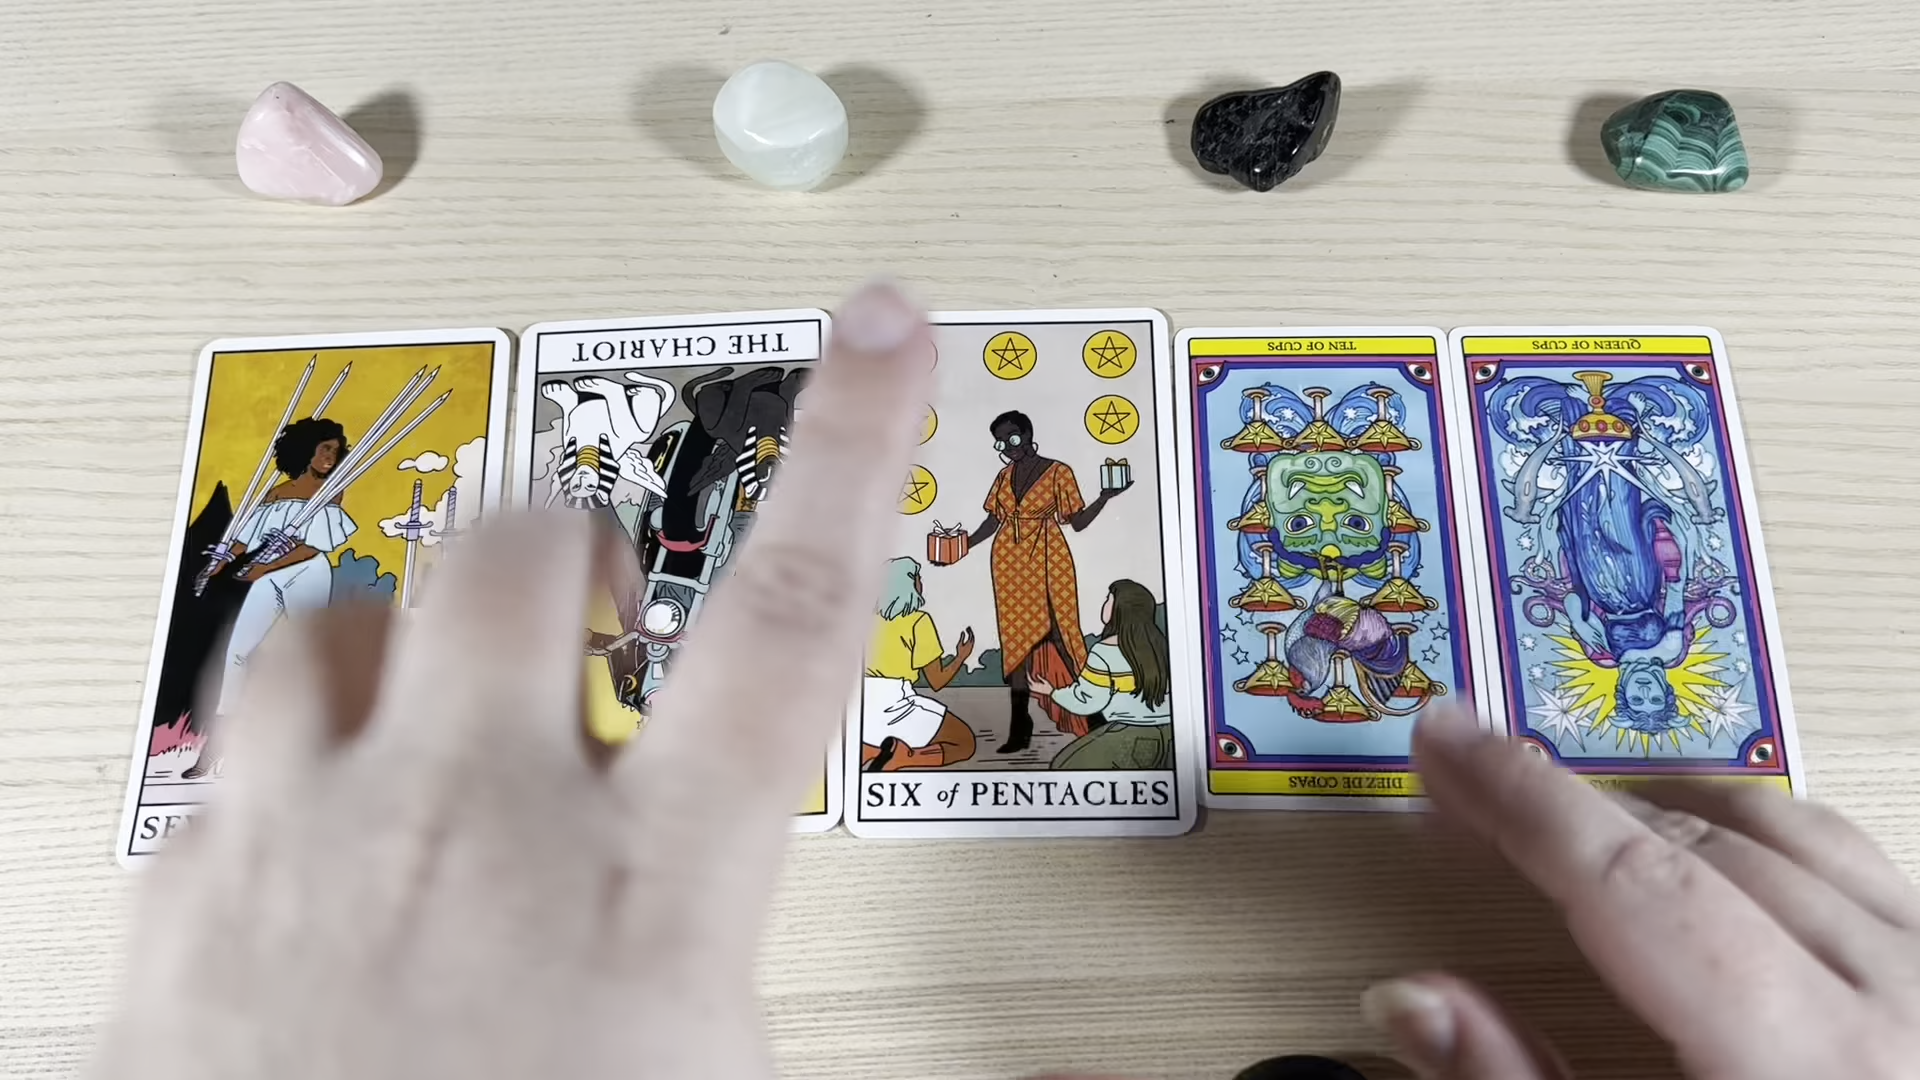 THE CHARIOT
SIX of PENTACLES
TEN OF CUPS
DIEZ DE COPAS
QUEEN OF CUPS